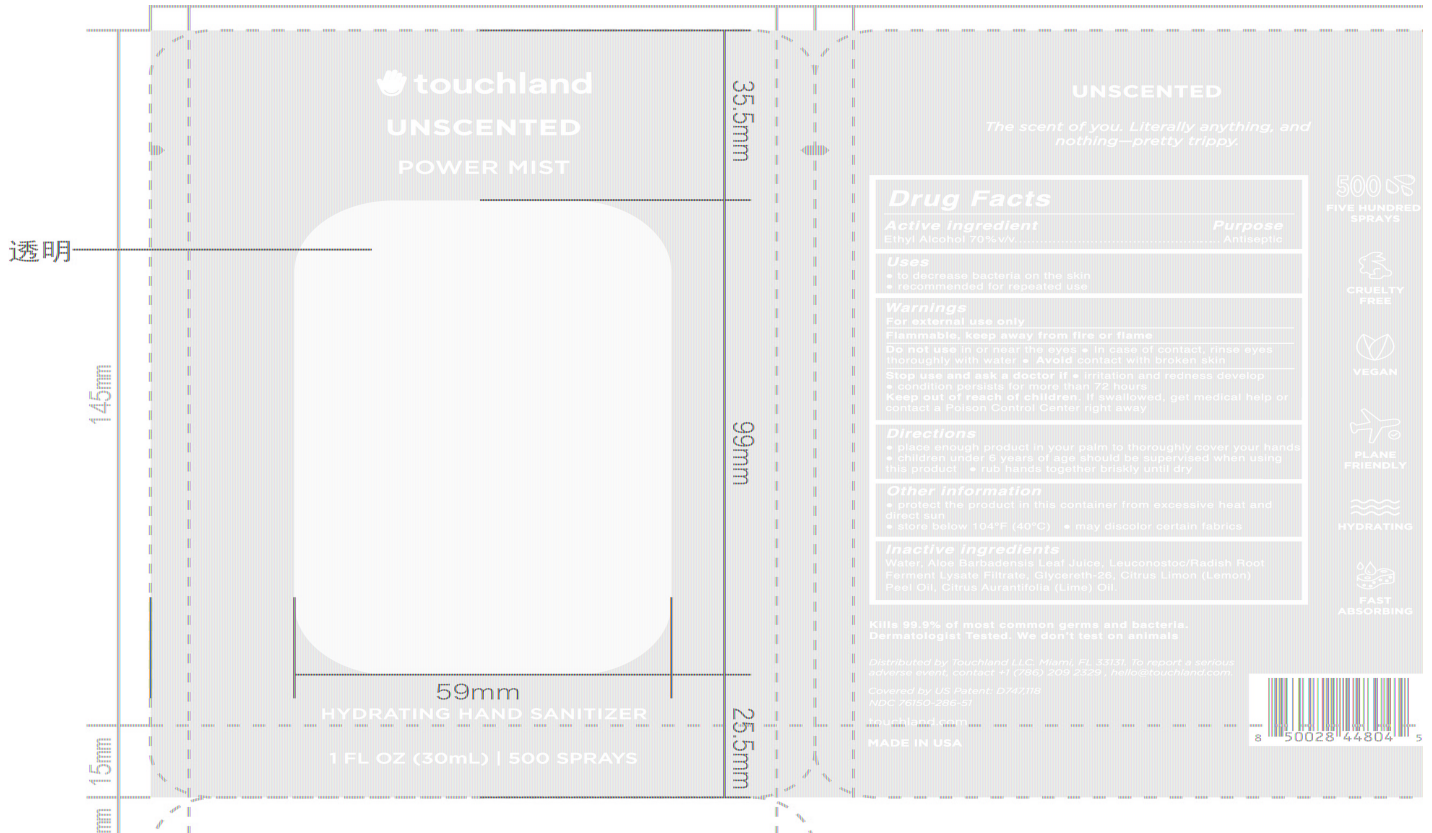 touchland
UNSCENTED
POWER MIST
透明
145mm
15mm
35.5mm
99mm
25.5mm
59mm
HYDRATING HAND SANITIZER
1 FL OZ (30mL) | 500 SPRAYS
UNSCENTED
The scent of you. Literally anything, and
nothing—pretty trippy.
Drug Facts
Active ingredient Purpose
Ethyl Alcohol 70%v/v................................................Antiseptic
Uses
• to decrease bacteria on the skin
• recommended for repeated use
Warnings
For external use only
Flammable, keep away from fire or flame
Do not use in or near the eyes • In case of contact, rinse eyes
thoroughly with water • Avoid contact with broken skin
Stop use and ask a doctor if • irritation and redness develop
• condition persists for more than 72 hours
Keep out of reach of children. If swallowed, get medical help or
contact a Poison Control Center right away
Directions
• place enough product in your palm to thoroughly cover your hands
• children under 6 years of age should be supervised when using
this product • rub hands together briskly until dry
Other information
• protect the product in this container from excessive heat and
direct sun
• store below 104°F (40°C) • may discolor certain fabrics
Inactive ingredients
Water, Aloe Barbadensis Leaf Juice, Leuconostoc/Radish Root
Ferment Lysate Filtrate, Glycereth-26, Citrus Limon (Lemon)
Peel Oil, Citrus Aurantifolia (Lime) Oil.
Kills 99.9% of most common germs and bacteria.
Dermatologist Tested. We don't test on animals
Distributed by Touchland LLC, Miami, FL 33131, To report a serious
adverse event, contact +1 (786) 209 2329 , hello@touchland.com
Covered by US Patent: D747,118
NDC 76150-286-51
touchland.com
MADE IN USA
500
FIVE HUNDRED
SPRAYS
CRUELTY
FREE
VEGAN
PLANE
FRIENDLY
HYDRATING
FAST
ABSORBING
8 50028 44804 5